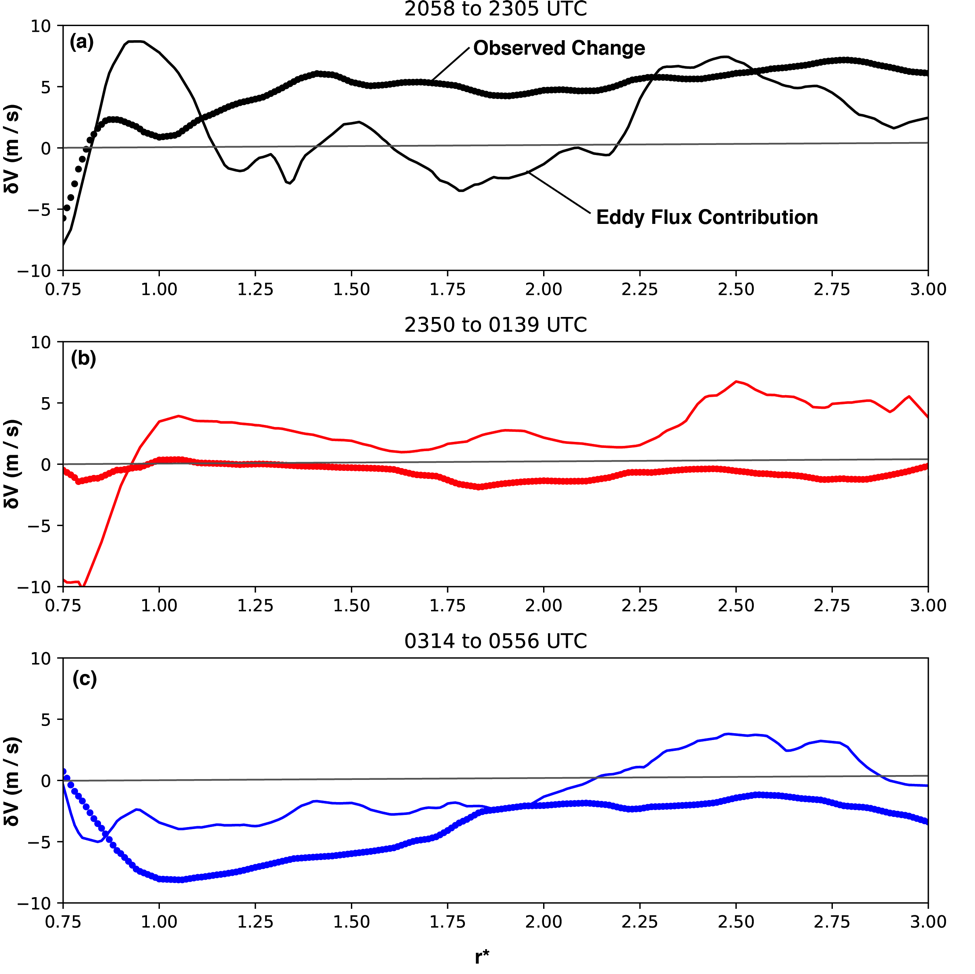 2058 to 2305 UTC
(a)
Observed Change
Eddy Flux Contribution
δV (m / s)
10
5
0
−5
−10
0.75 1.00 1.25 1.50 1.75 2.00 2.25 2.50 2.75 3.00
2350 to 0139 UTC
(b)
δV (m / s)
10
5
0
−5
−10
0.75 1.00 1.25 1.50 1.75 2.00 2.25 2.50 2.75 3.00
0314 to 0556 UTC
(c)
δV (m / s)
10
5
0
−5
−10
0.75 1.00 1.25 1.50 1.75 2.00 2.25 2.50 2.75 3.00
r*